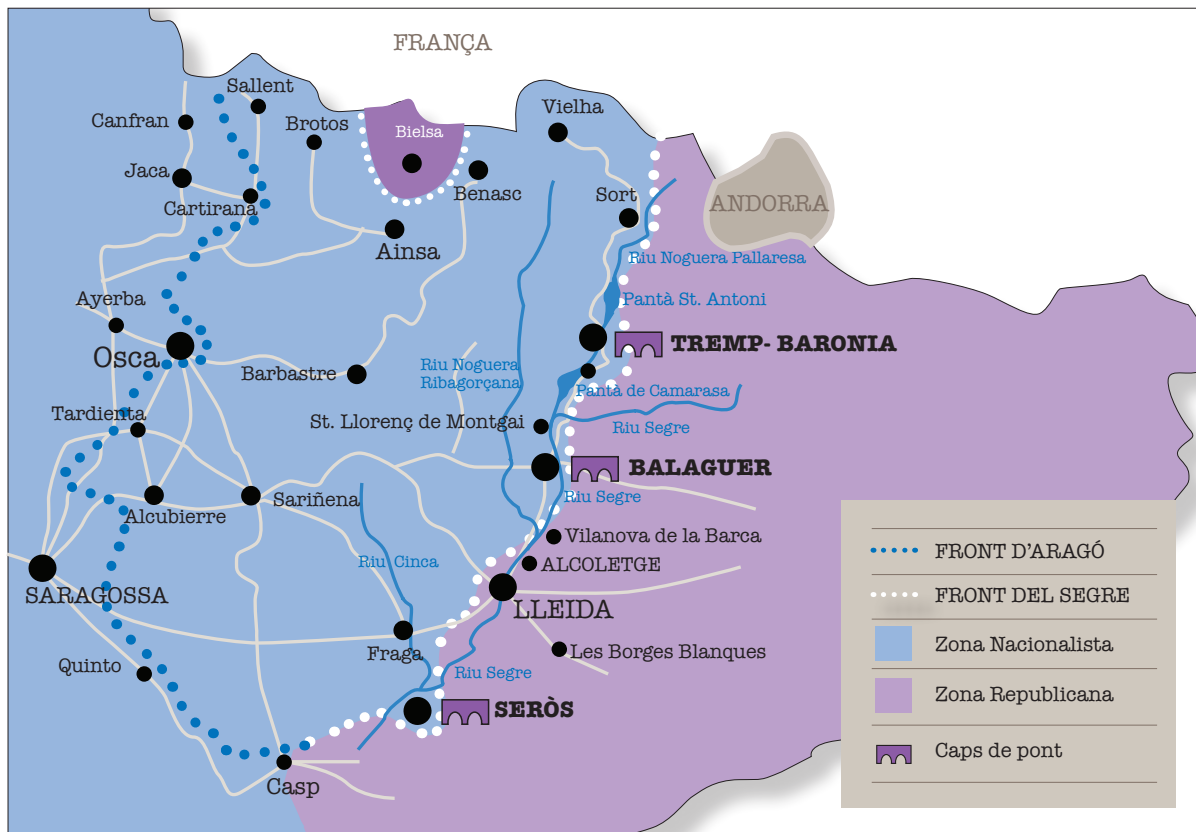 FRANÇA
Sallent
Canfran
Brotos
Vielha
Bielsa
Jaca
Benasc
Cartirana
Sort
ANDORRA
Ainsa
Riu Noguera Pallaresa
Ayerba
Pantà St. Antoni
Osca
TREMP- BARONIA
Riu Noguera
Ribagorçana
Barbastre
Pantà de Camarasa
Tardienta
St. Llorenç de Montgai
Riu Segre
BALAGUER
Sariñena
Riu Segre
Alcubierre
Vilanova de la Barca
Riu Cinca
ALCOLETGE
SARAGOSSA
LLEIDA
Fraga
Les Borges Blanques
Quinto
Riu Segre
SERÒS
Casp
FRONT D'ARAGÓ
FRONT DEL SEGRE
Zona Nacionalista
Zona Republicana
Caps de pont